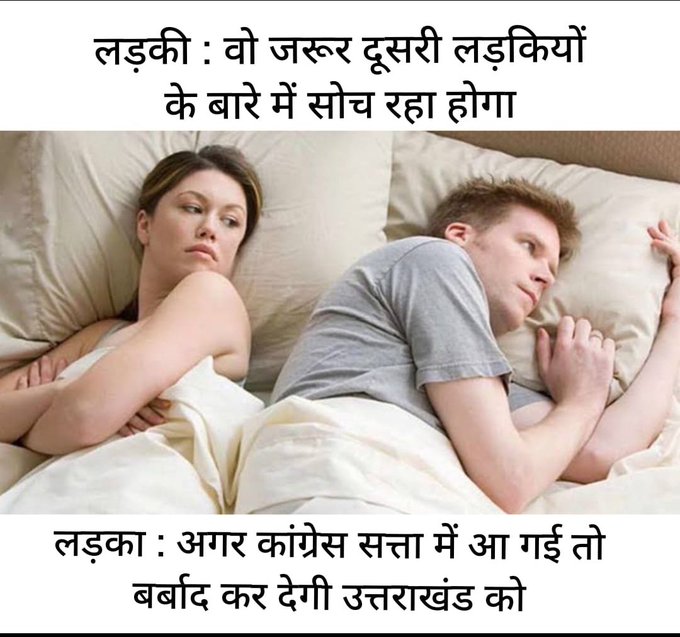 लड़की : वो जरूर दूसरी लड़कियों
के बारे में सोच रहा होगा
लड़का : अगर कांग्रेस सत्ता में आ गई तो
बर्बाद कर देगी उत्तराखंड को